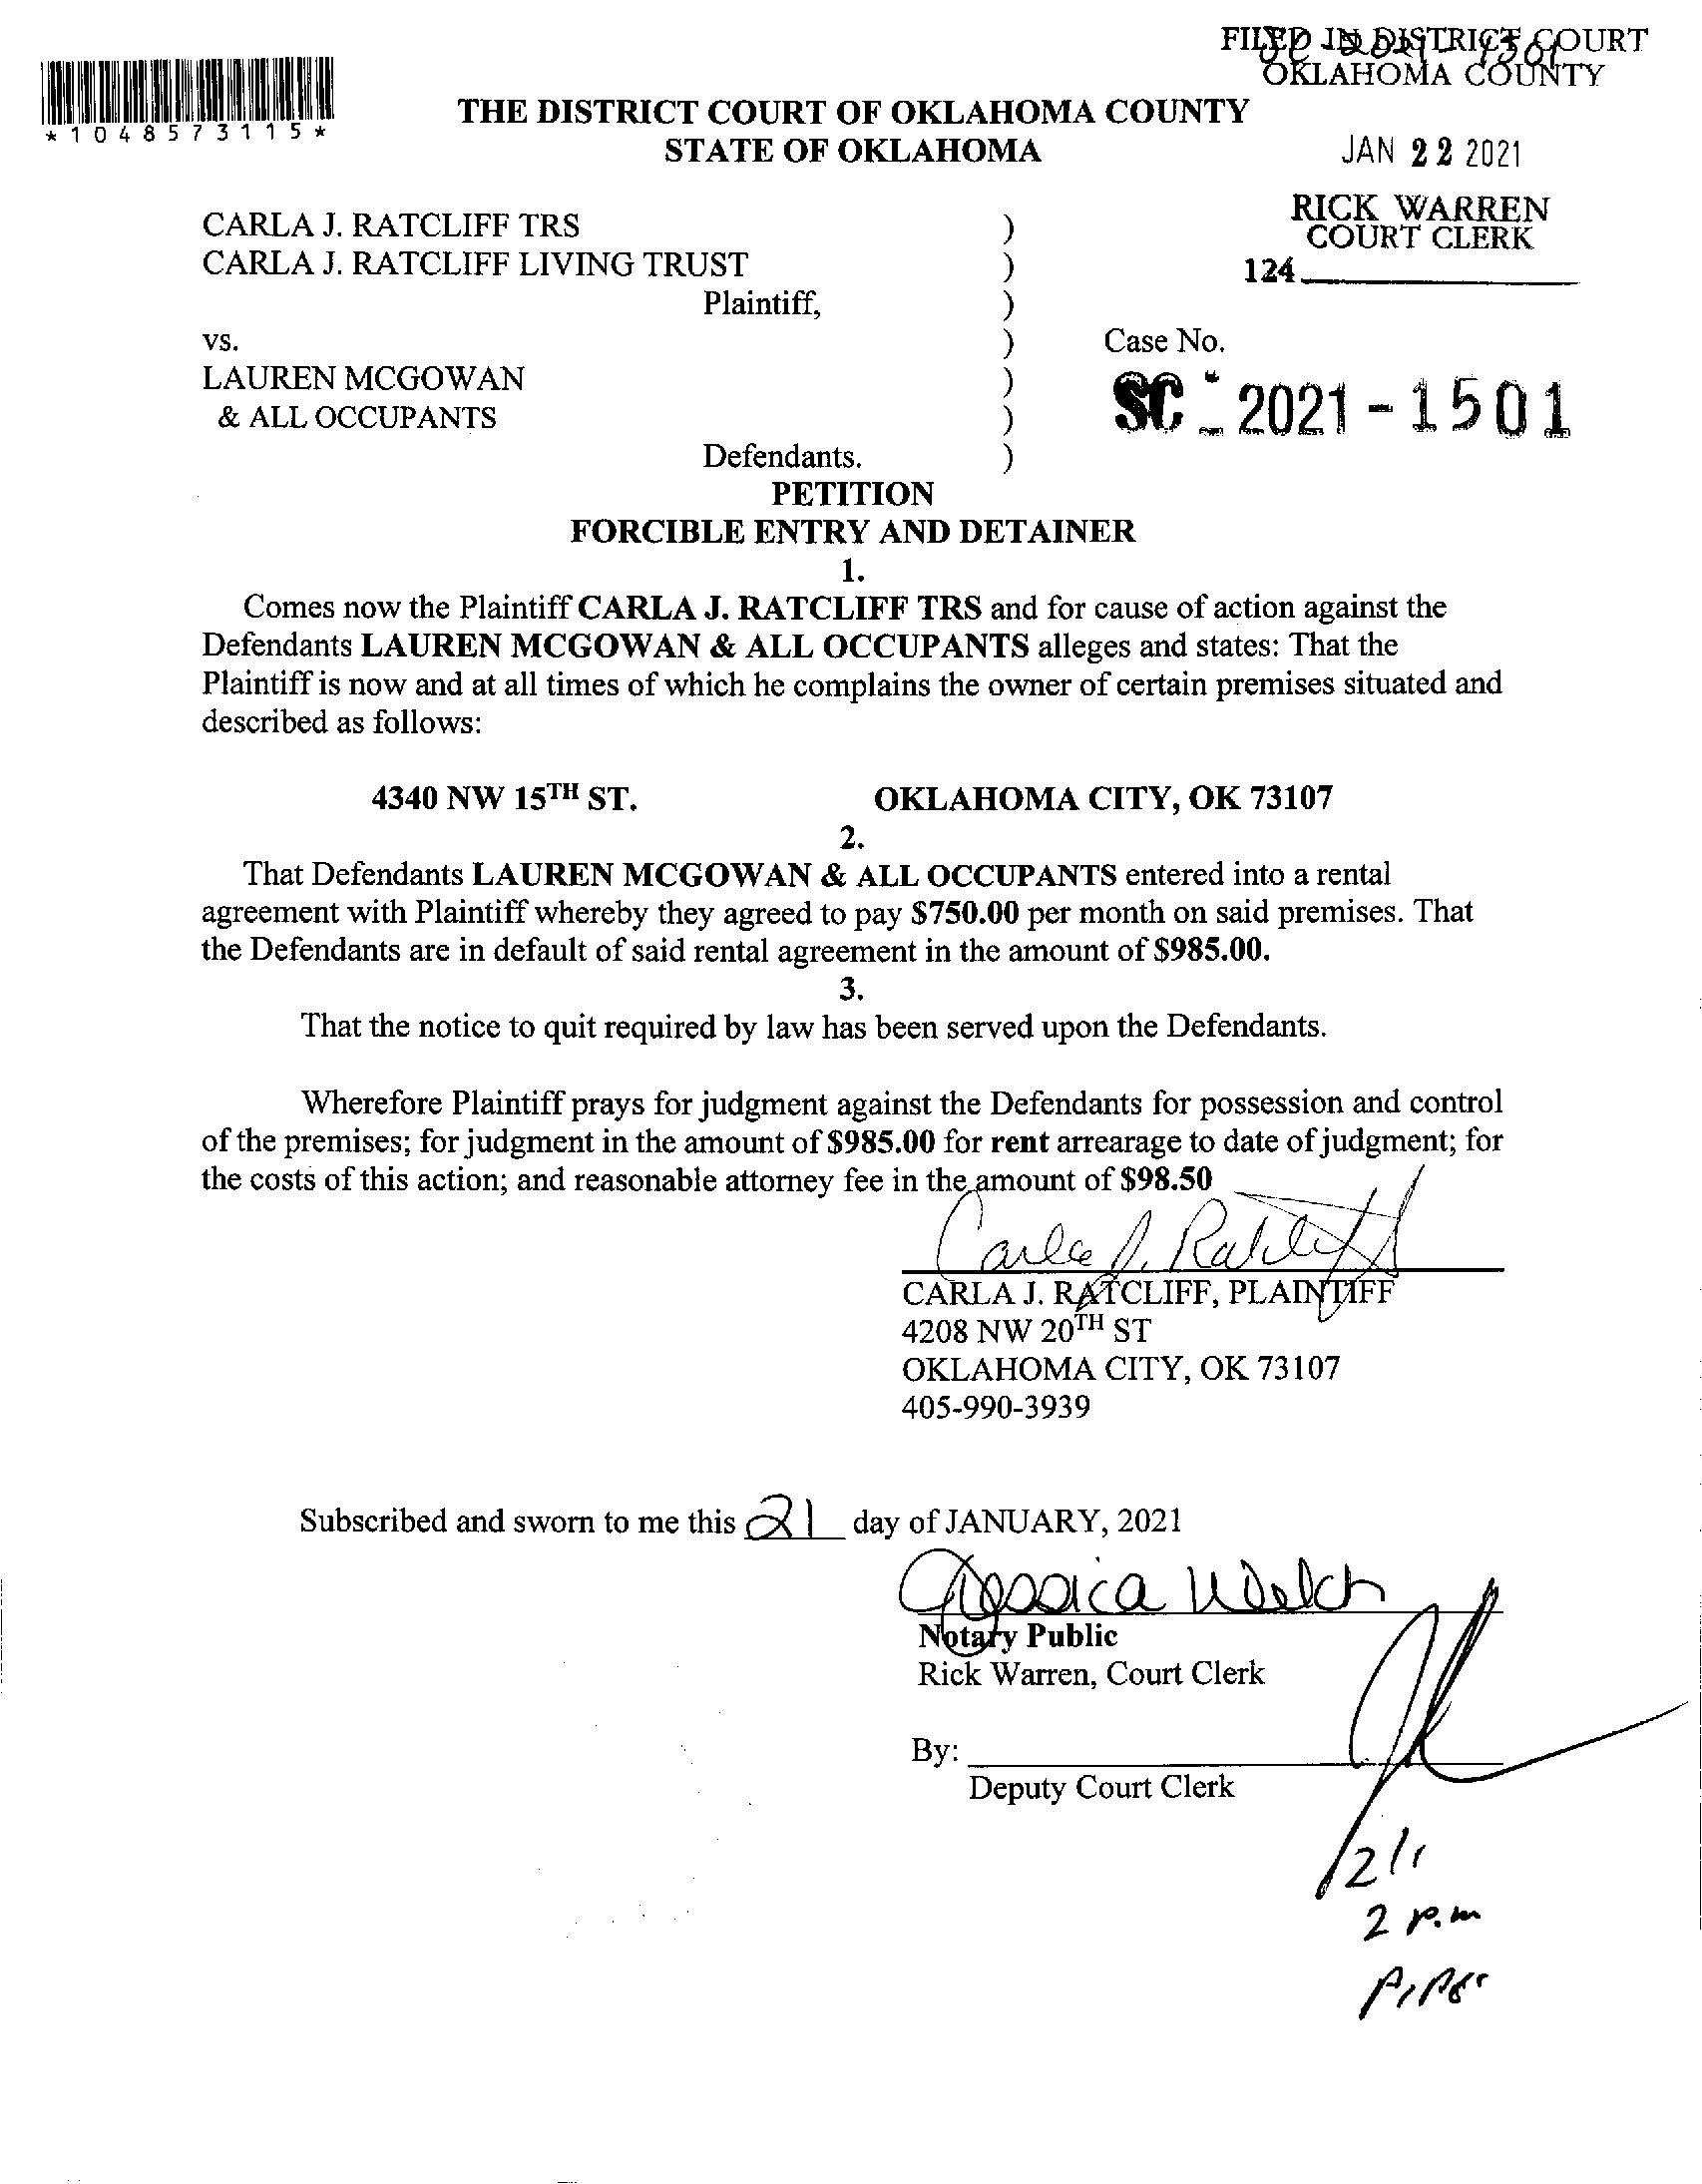 FILED IN DISTRICT COURT
OKLAHOMA COUNTY
*1048573115*
THE DISTRICT COURT OF OKLAHOMA COUNTY
STATE OF OKLAHOMA
JAN 22 2021
RICK WARREN
COURT CLERK
124
CARLA J. RATCLIFF TRS )
CARLA J. RATCLIFF LIVING TRUST )
Plaintiff, )
vs. ) Case No.
LAUREN MCGOWAN )
& ALL OCCUPANTS ) SC-2021-1501
Defendants. )
PETITION
FORCIBLE ENTRY AND DETAINER
1.
Comes now the Plaintiff CARLA J. RATCLIFF TRS and for cause of action against the
Defendants LAUREN MCGOWAN & ALL OCCUPANTS alleges and states: That the
Plaintiff is now and at all times of which he complains the owner of certain premises situated and
described as follows:
4340 NW 15TH ST. OKLAHOMA CITY, OK 73107
2.
That Defendants LAUREN MCGOWAN & ALL OCCUPANTS entered into a rental
agreement with Plaintiff whereby they agreed to pay $750.00 per month on said premises. That
the Defendants are in default of said rental agreement in the amount of $985.00.
3.
That the notice to quit required by law has been served upon the Defendants.
Wherefore Plaintiff prays for judgment against the Defendants for possession and control
of the premises; for judgment in the amount of $985.00 for rent arrearage to date of judgment; for
the costs of this action; and reasonable attorney fee in the amount of $98.50
Carla J. Ratcliff
CARLA J. RATCLIFF, PLAINTIFF
4208 NW 20TH ST
OKLAHOMA CITY, OK 73107
405-990-3939
Subscribed and sworn to me this 21 day of JANUARY, 2021
Jessica Welch
Notary Public
Rick Warren, Court Clerk
By:
Deputy Court Clerk
2/1
2 p.m